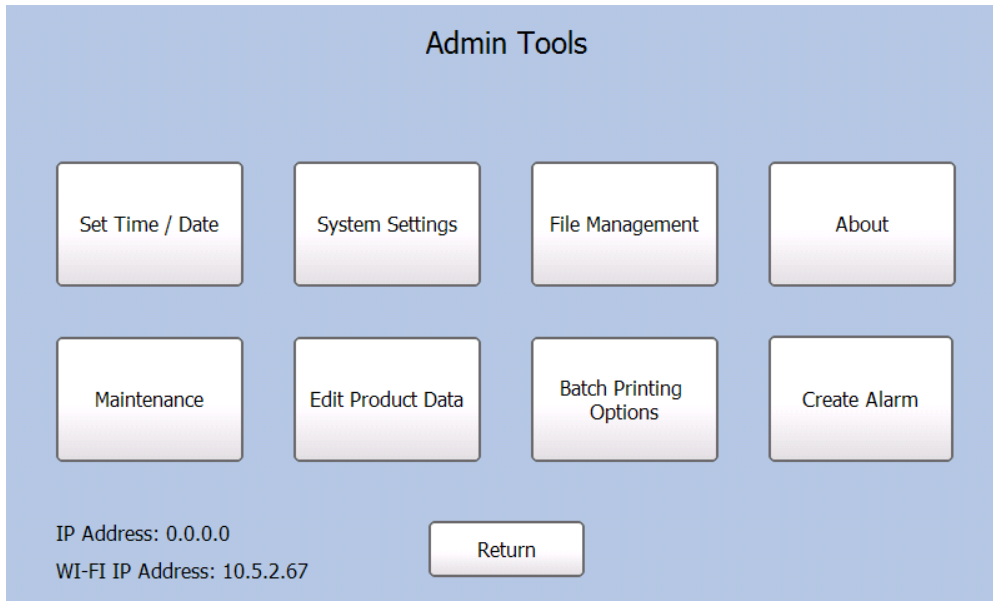 Admin Tools
Set Time / Date
System Settings
File Management
About
Maintenance
Edit Product Data
Batch Printing
Options
Create Alarm
IP Address: 0.0.0.0
WI-FI IP Address: 10.5.2.67
Return